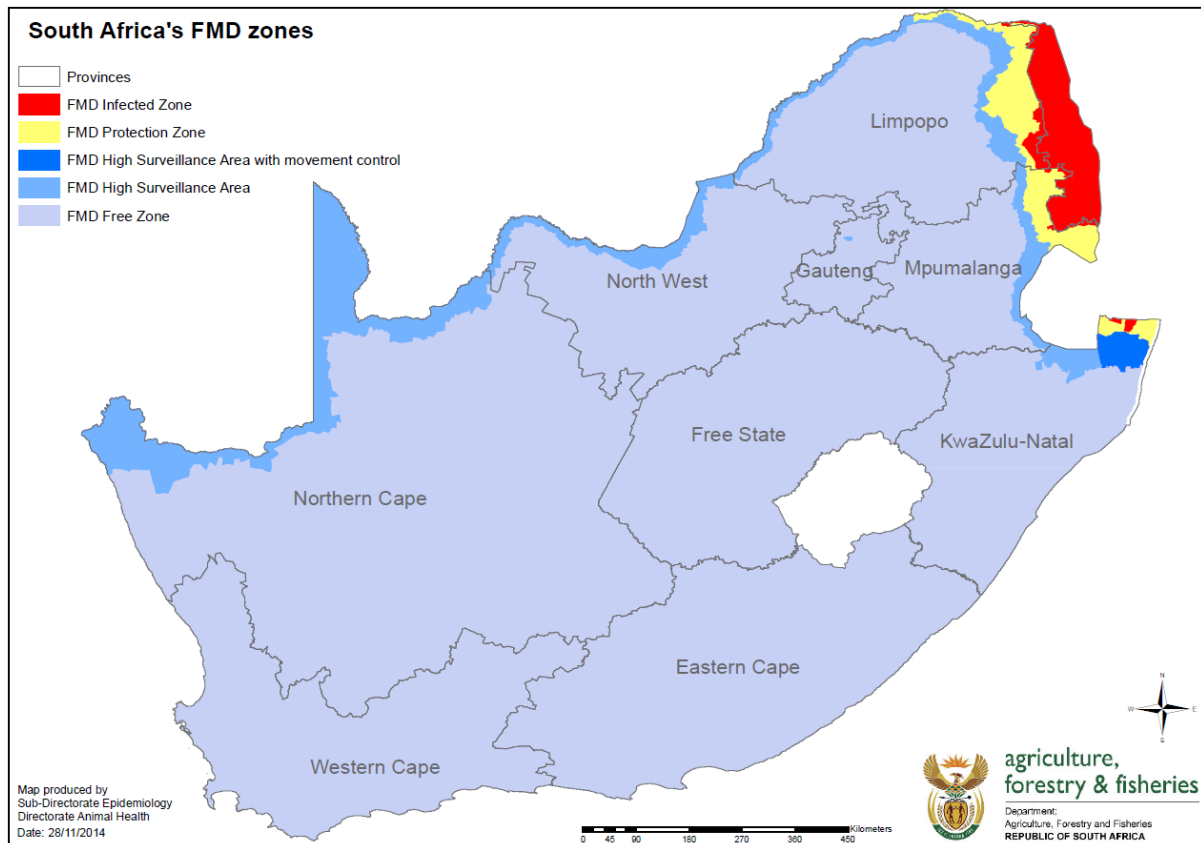 South Africa's FMD zones
Provinces
FMD Infected Zone
FMD Protection Zone
FMD High Surveillance Area with movement control
FMD High Surveillance Area
FMD Free Zone
Limpopo
North West
Gauteng
Mpumalanga
Free State
KwaZulu-Natal
Northern Cape
Eastern Cape
Western Cape
N
W
E
S
Map produced by
Sub-Directorate Epidemiology
Directorate Animal Health
Date: 28/11/2014
Kilometers
0 45 90 180 270 360 450
agriculture,
forestry & fisheries
Department:
Agriculture, Forestry and Fisheries
REPUBLIC OF SOUTH AFRICA